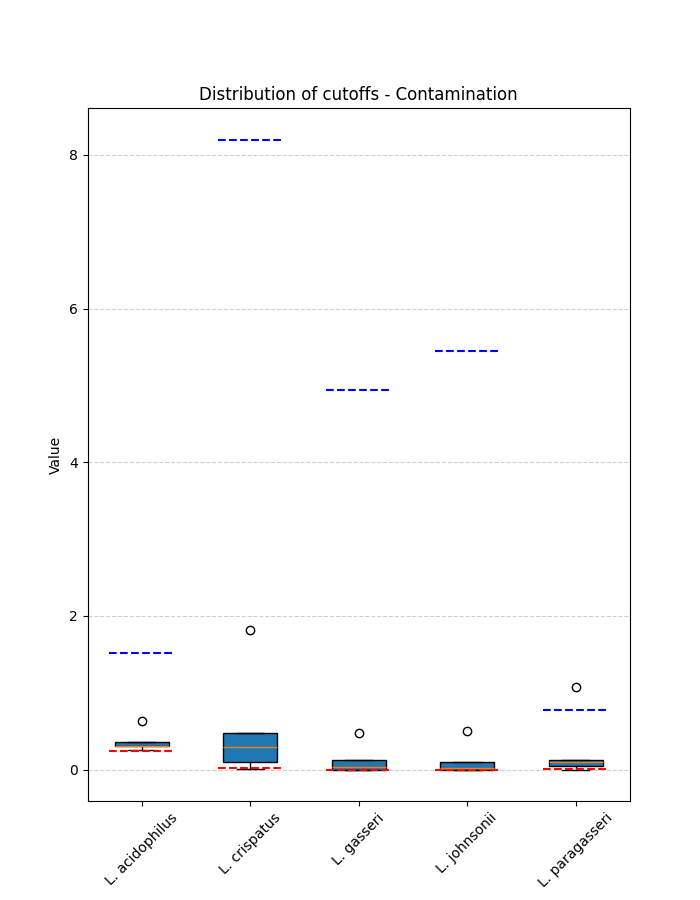 Distribution of cutoffs - Contamination
8
6
4
2
0
Value
L. acidophilus
L. crispatus
L. gasseri
L. johnsonii
L. paragasseri